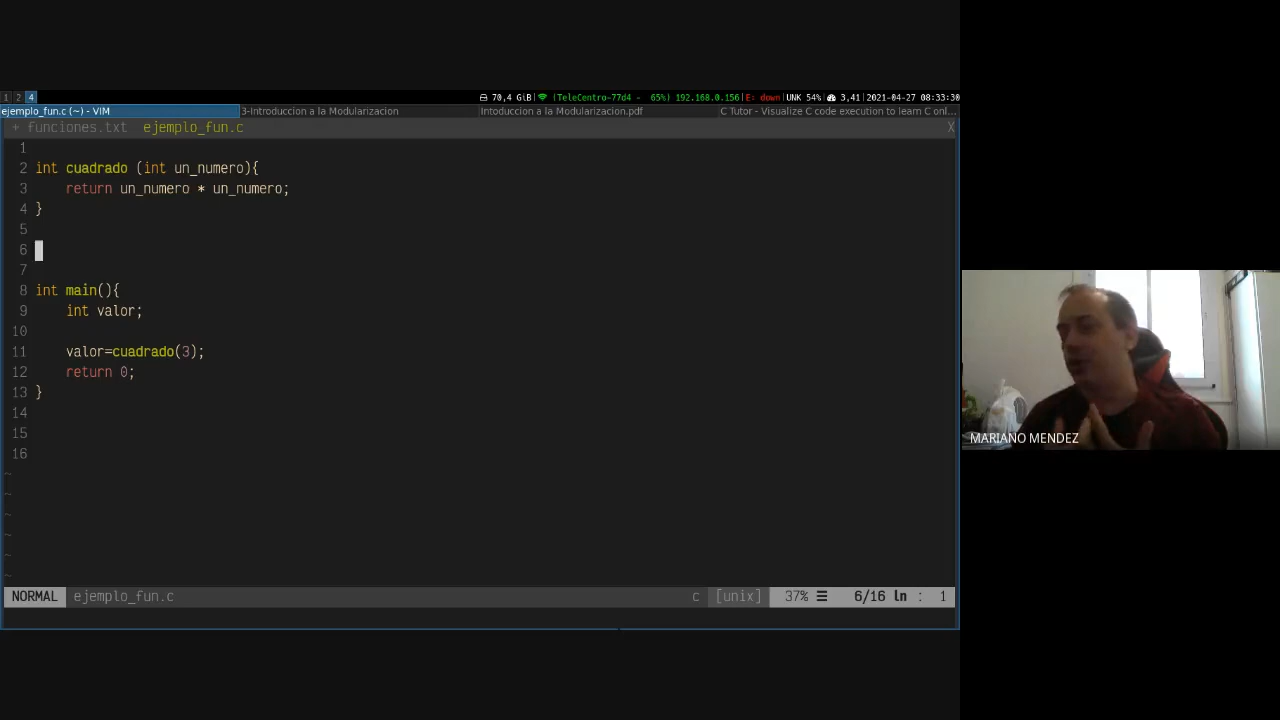 1 2 4 70,4 GiB| (TeleCentro-77d4 - 65%) 192.168.0.156|E: down|UNK 54%| 3,41|2021-04-27 08:33:30
ejemplo_fun.c (~) - VIM 3-Introduccion a la Modularizacion Intoduccion a la Modularizacion.pdf C Tutor - Visualize C code execution to learn C onl...
+ funciones.txt ejemplo_fun.c X
1
2 int cuadrado (int un_numero){
3 return un_numero * un_numero;
4 }
5
6
7
8 int main(){
9 int valor;
10
11 valor=cuadrado(3);
12 return 0;
13 }
14
15
16
~
~
~
~
~
~
NORMAL ejemplo_fun.c c [unix] 37% ☰ 6/16 ln : 1
MARIANO MENDEZ